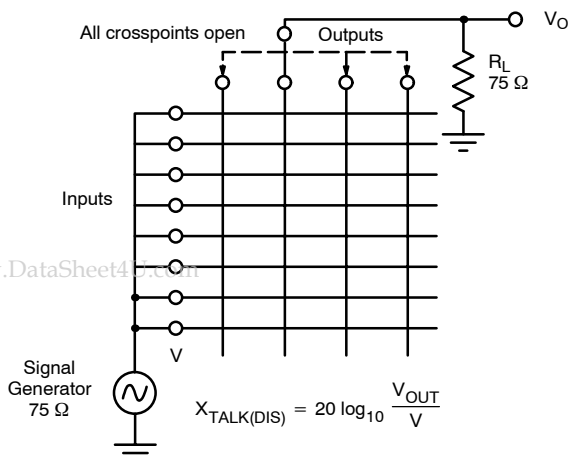 All crosspoints open
Outputs
VO
RL
75 Ω
Inputs
.DataSheet4U.com
V
Signal
Generator
75 Ω
XTALK(DIS) = 20 log10 VOUT/V